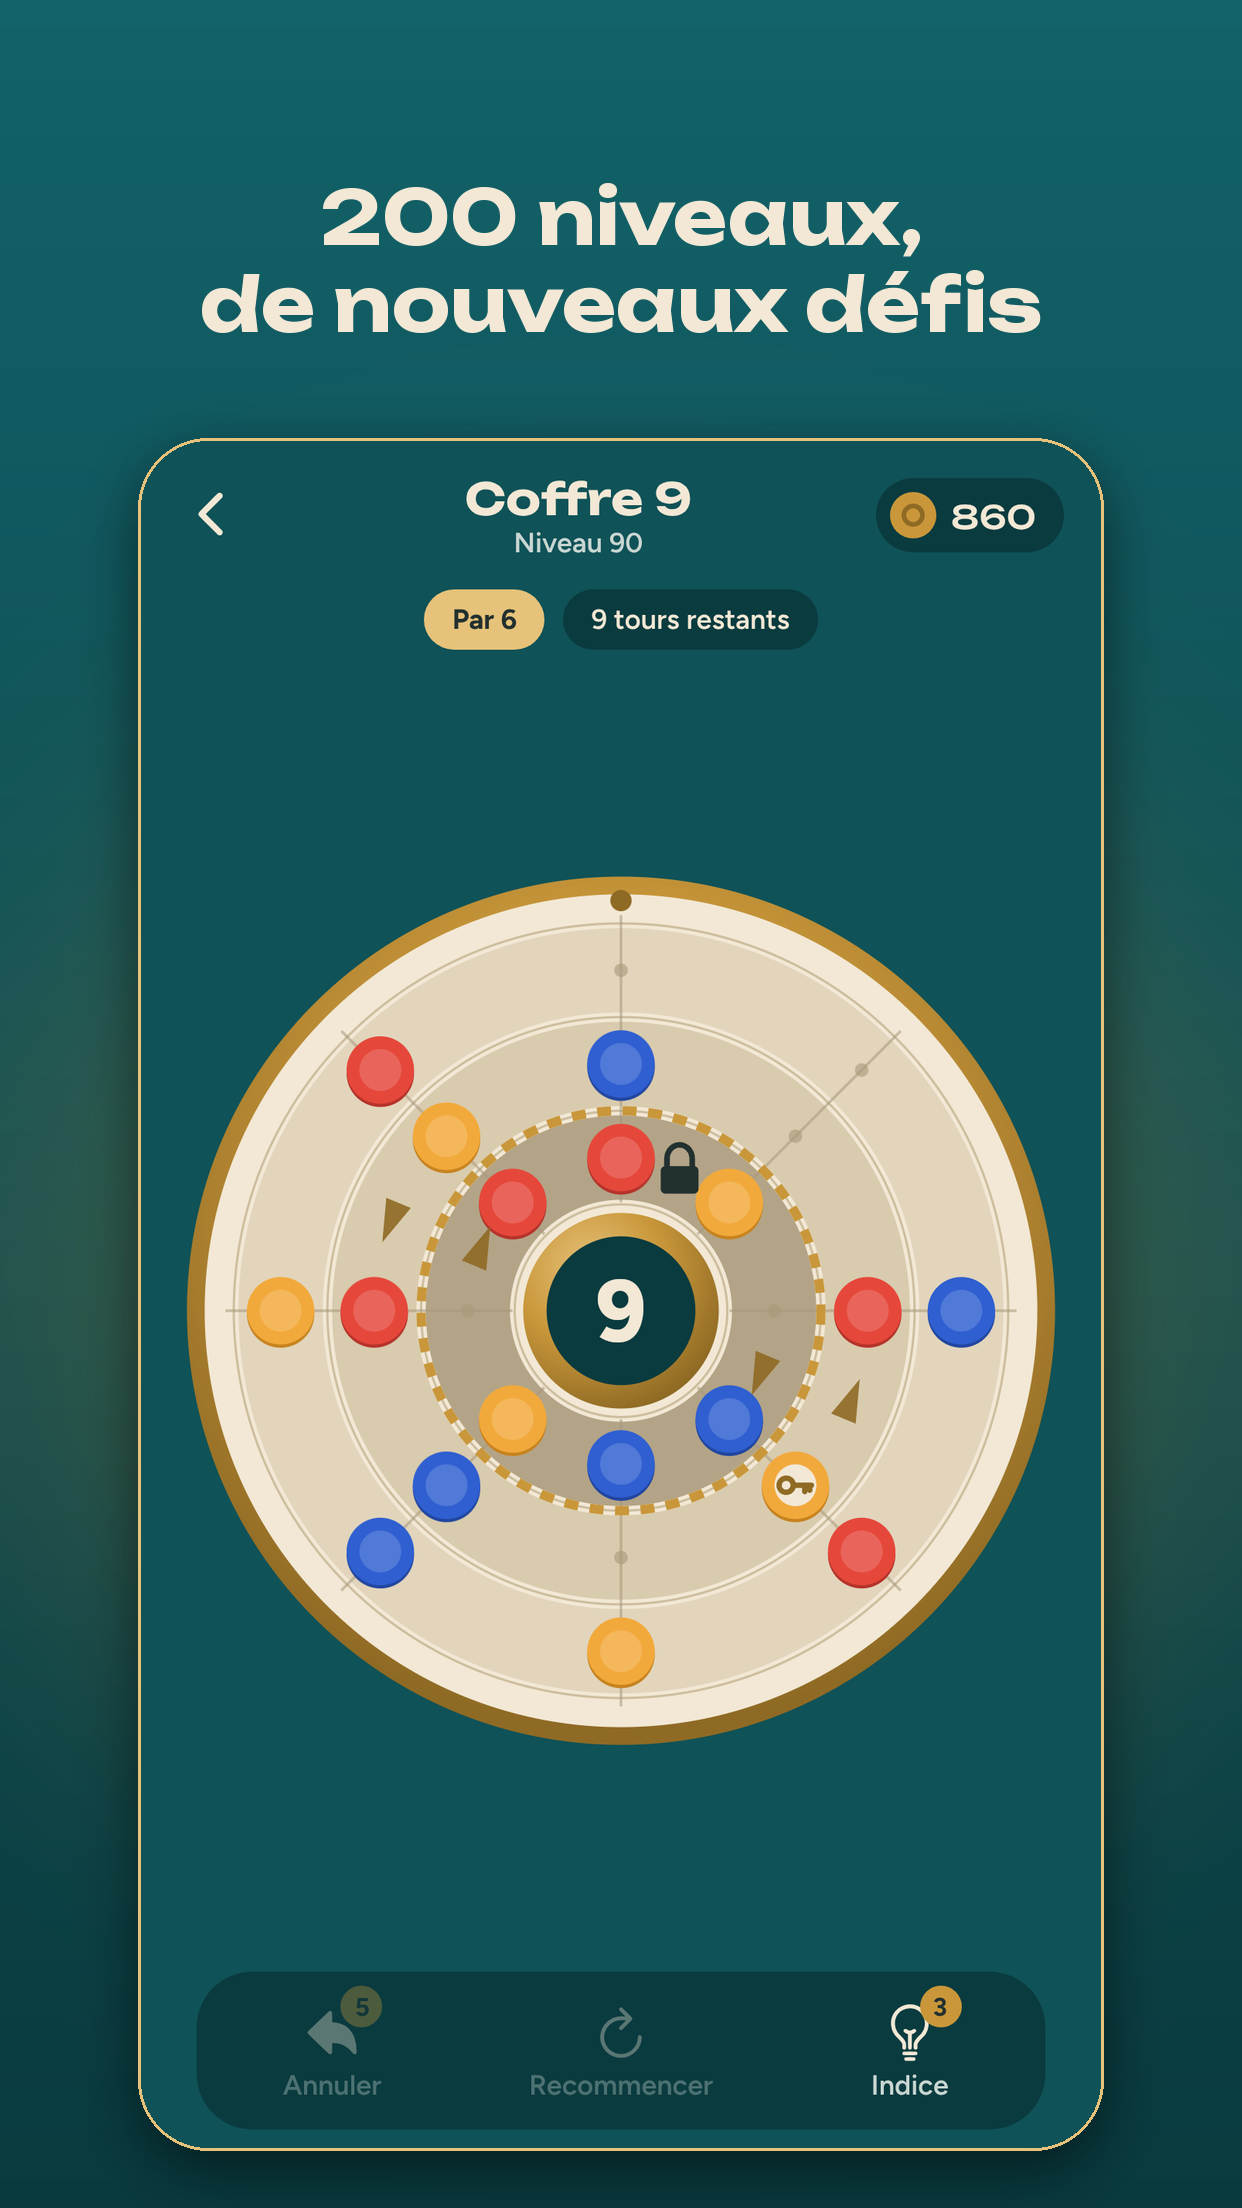 200 niveaux,
de nouveaux défis
Coffre 9
Niveau 90
860
Par 6
9 tours restants
9
5
Annuler
Recommencer
3
Indice